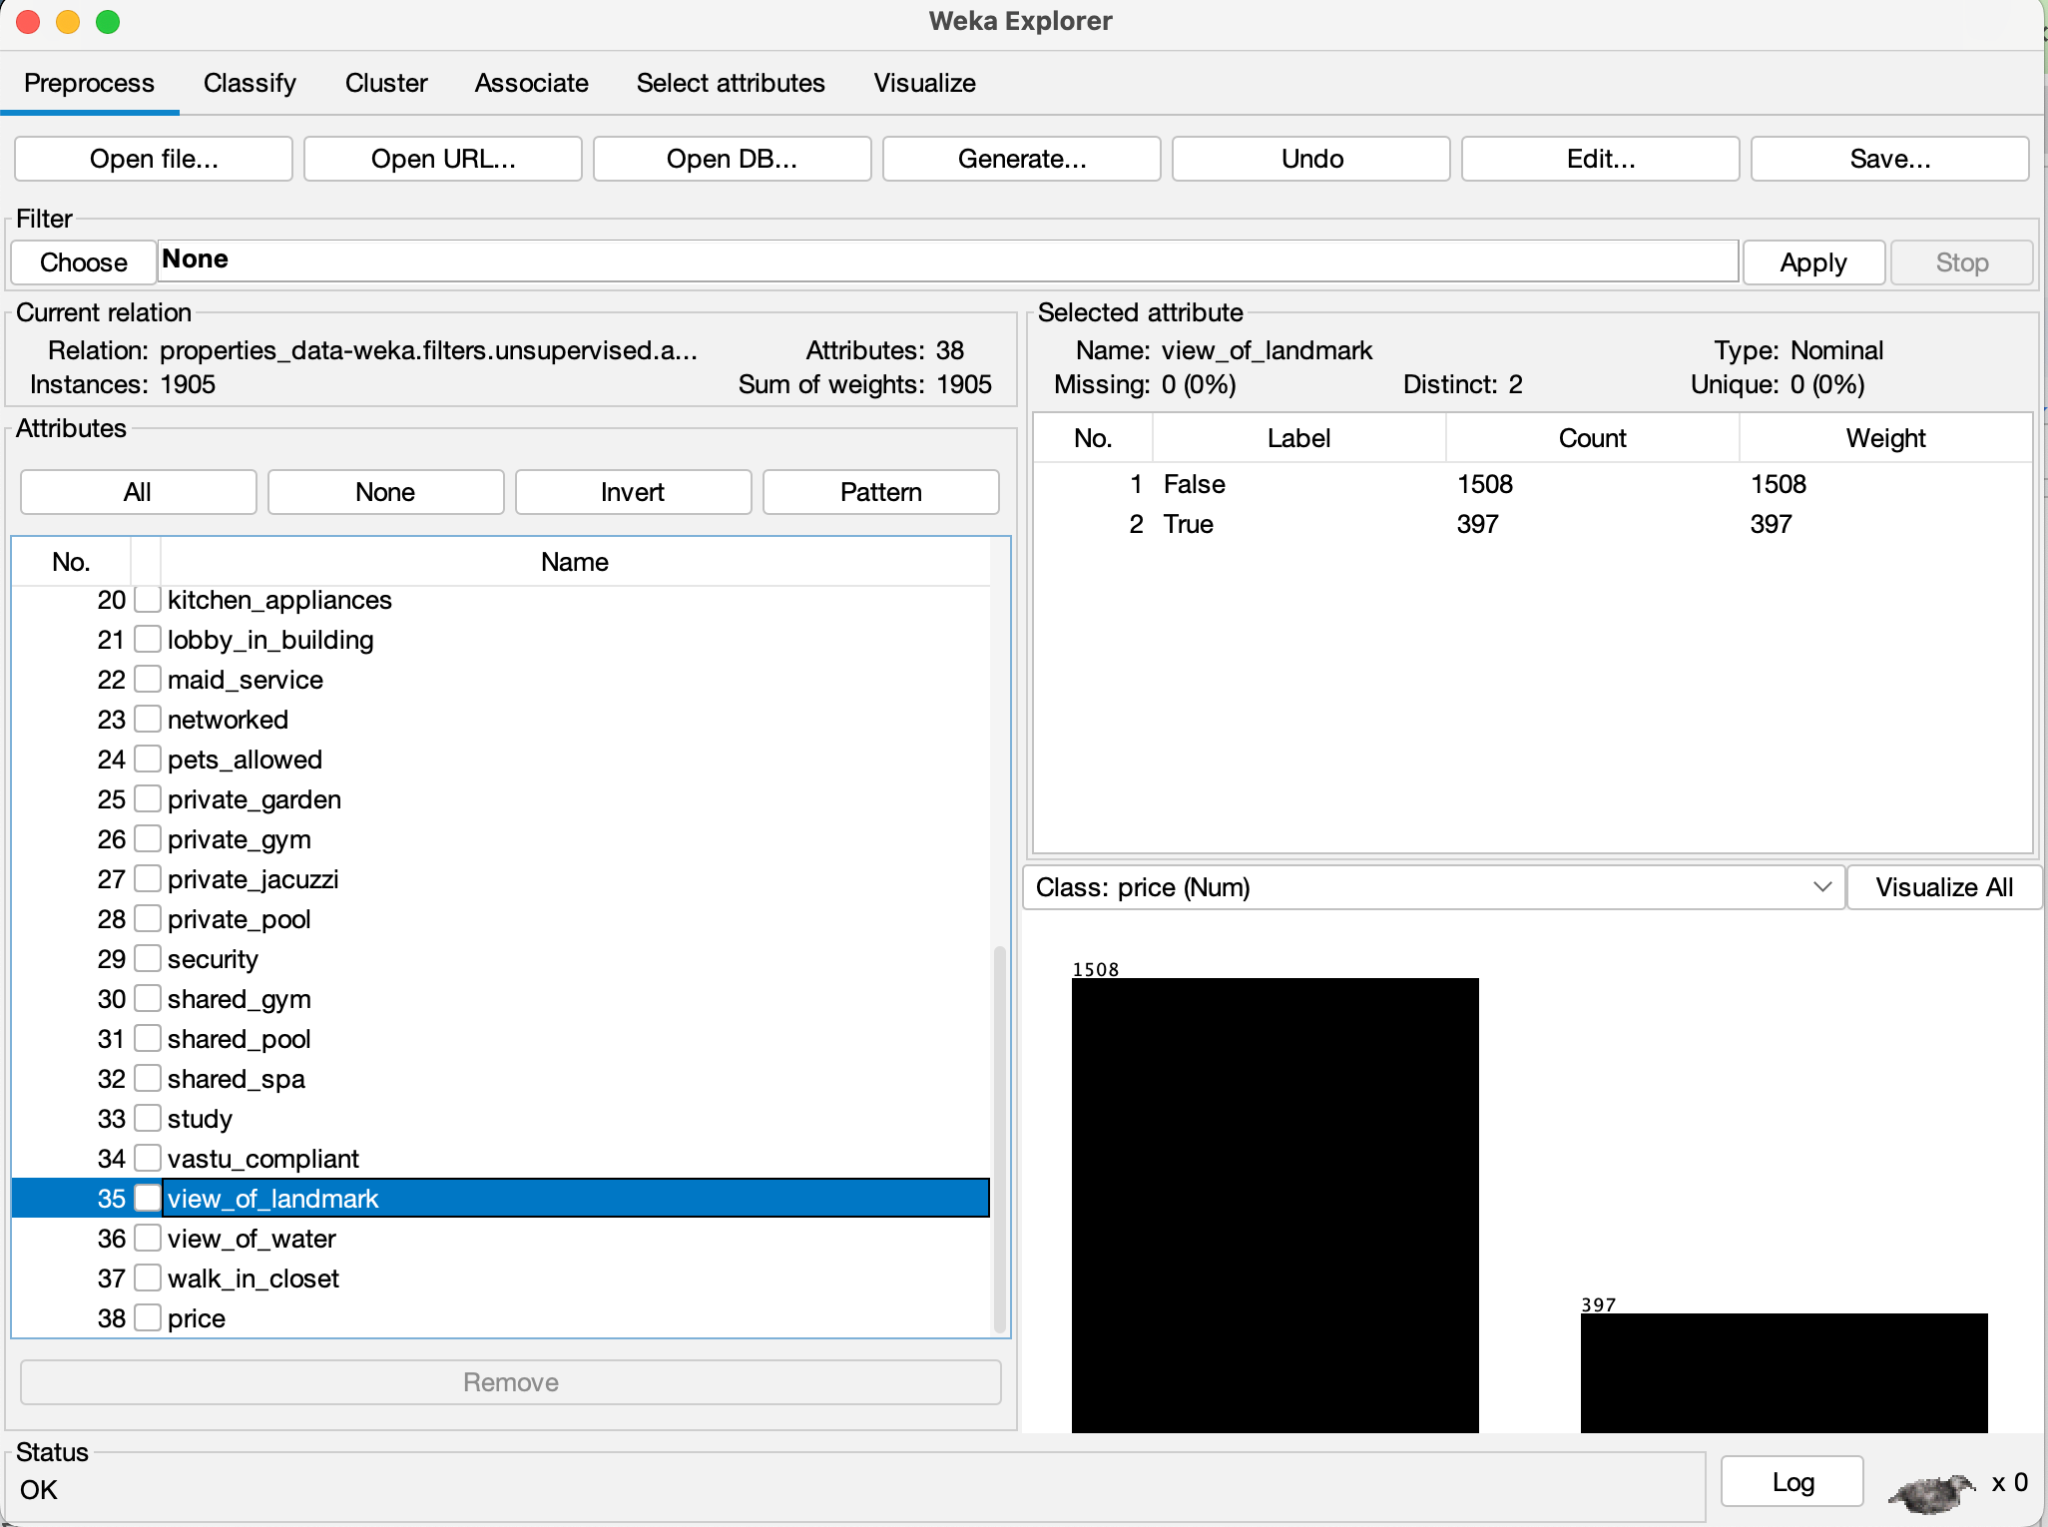 Weka Explorer
Preprocess Classify Cluster Associate Select attributes Visualize
Open file... Open URL... Open DB... Generate... Undo Edit... Save...
Filter
Choose None Apply Stop
Current relation
Relation: properties_data-weka.filters.unsupervised.a... Attributes: 38
Instances: 1905 Sum of weights: 1905
Selected attribute
Name: view_of_landmark Type: Nominal
Missing: 0 (0%) Distinct: 2 Unique: 0 (0%)
No. Label Count Weight
1 False 1508 1508
2 True 397 397
Attributes
All None Invert Pattern
No. Name
20 kitchen_appliances
21 lobby_in_building
22 maid_service
23 networked
24 pets_allowed
25 private_garden
26 private_gym
27 private_jacuzzi
28 private_pool
29 security
30 shared_gym
31 shared_pool
32 shared_spa
33 study
34 vastu_compliant
35 view_of_landmark
36 view_of_water
37 walk_in_closet
38 price
Remove
Class: price (Num) Visualize All
1508
397
Status
OK
Log x 0